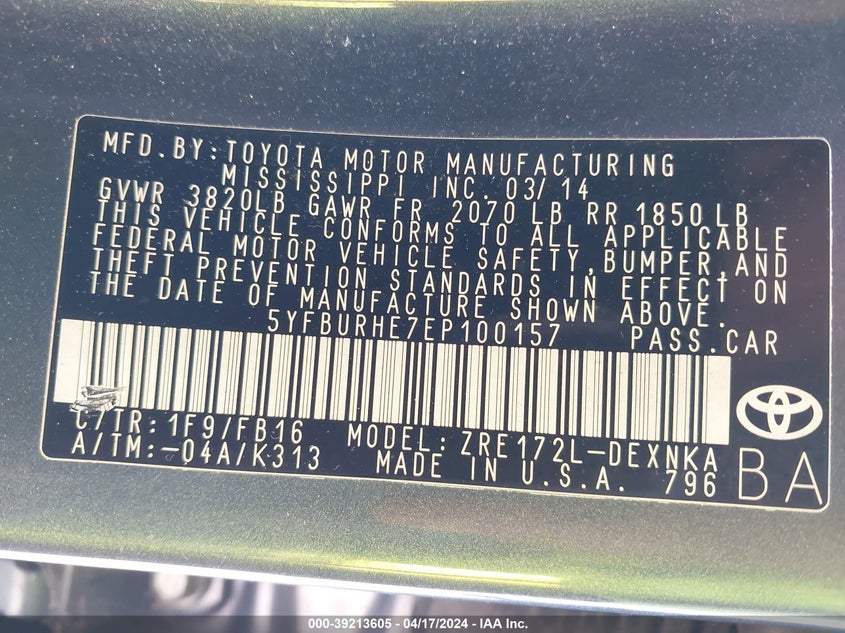 MFD.BY:TOYOTA MOTOR MANUFACTURING
MISSISSIPPI INC. 03/14
GVWR 3820LB GAWR FR 2070 LB RR 1850 LB
THIS VEHICLE CONFORMS TO ALL APPLICABLE
FEDERAL MOTOR VEHICLE SAFETY,BUMPER,AND
THEFT PREVENTION STANDARDS IN EFFECT ON
THE DATE OF MANUFACTURE SHOWN ABOVE.
5YFBURHE7EP100157 PASS.CAR
C/TR:1F9/FB16 MODEL:ZRE172L-DEXNKA
A/TM:-04A/K313 MADE IN U.S.A. 796
BA
000-39213605 - 04/17/2024 - IAA Inc.